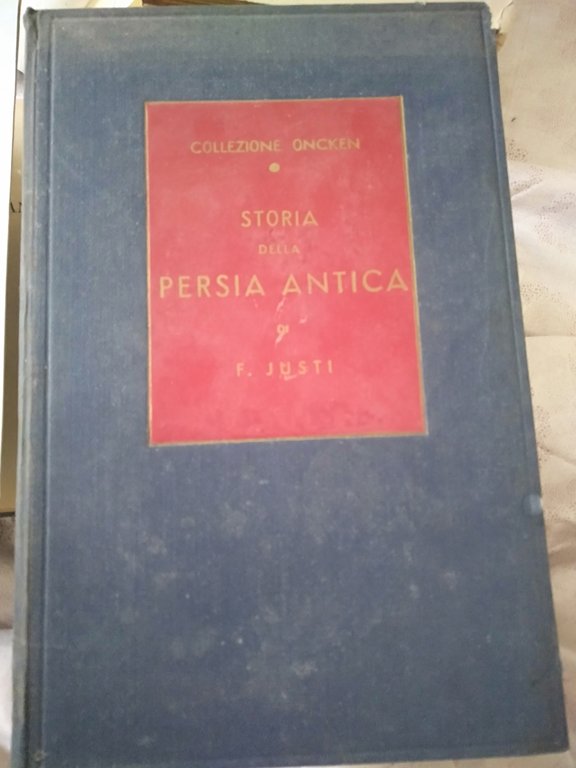 COLLEZIONE ONCKEN
STORIA
DELLA
PERSIA ANTICA
DI
F. JUSTI